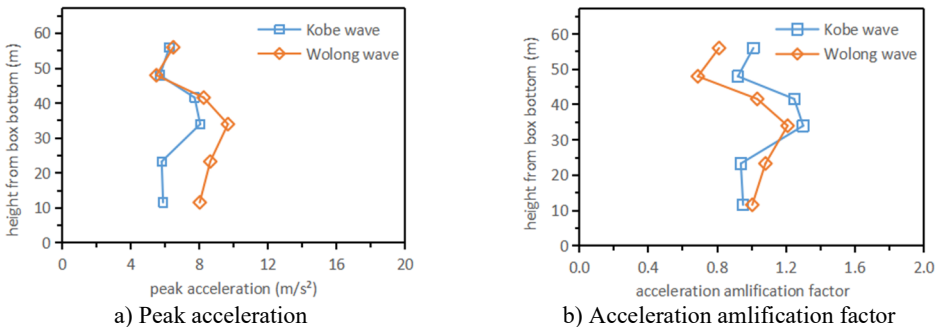 Kobe wave
Wolong wave
height from box bottom (m)
60
50
40
30
20
10
0
0 4 8 12 16 20
peak acceleration (m/s²)
a) Peak acceleration
Kobe wave
Wolong wave
height from box bottom (m)
60
50
40
30
20
10
0
0.0 0.4 0.8 1.2 1.6 2.0
acceleration amlification factor
b) Acceleration amlification factor